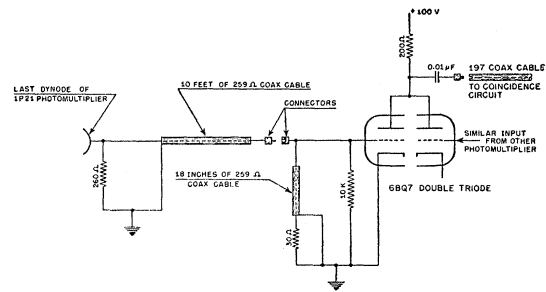 + 100 V
200Ω
0.01 µF
197 COAX CABLE
TO COINCIDENCE
CIRCUIT
LAST DYNODE OF
1P21 PHOTOMULTIPLIER
10 FEET OF 259 Ω COAX CABLE
CONNECTORS
SIMILAR INPUT
FROM OTHER
PHOTOMULTIPLIER
260Ω
18 INCHES OF 259 Ω
COAX CABLE
10 K
6BQ7 DOUBLE TRIODE
30 Ω